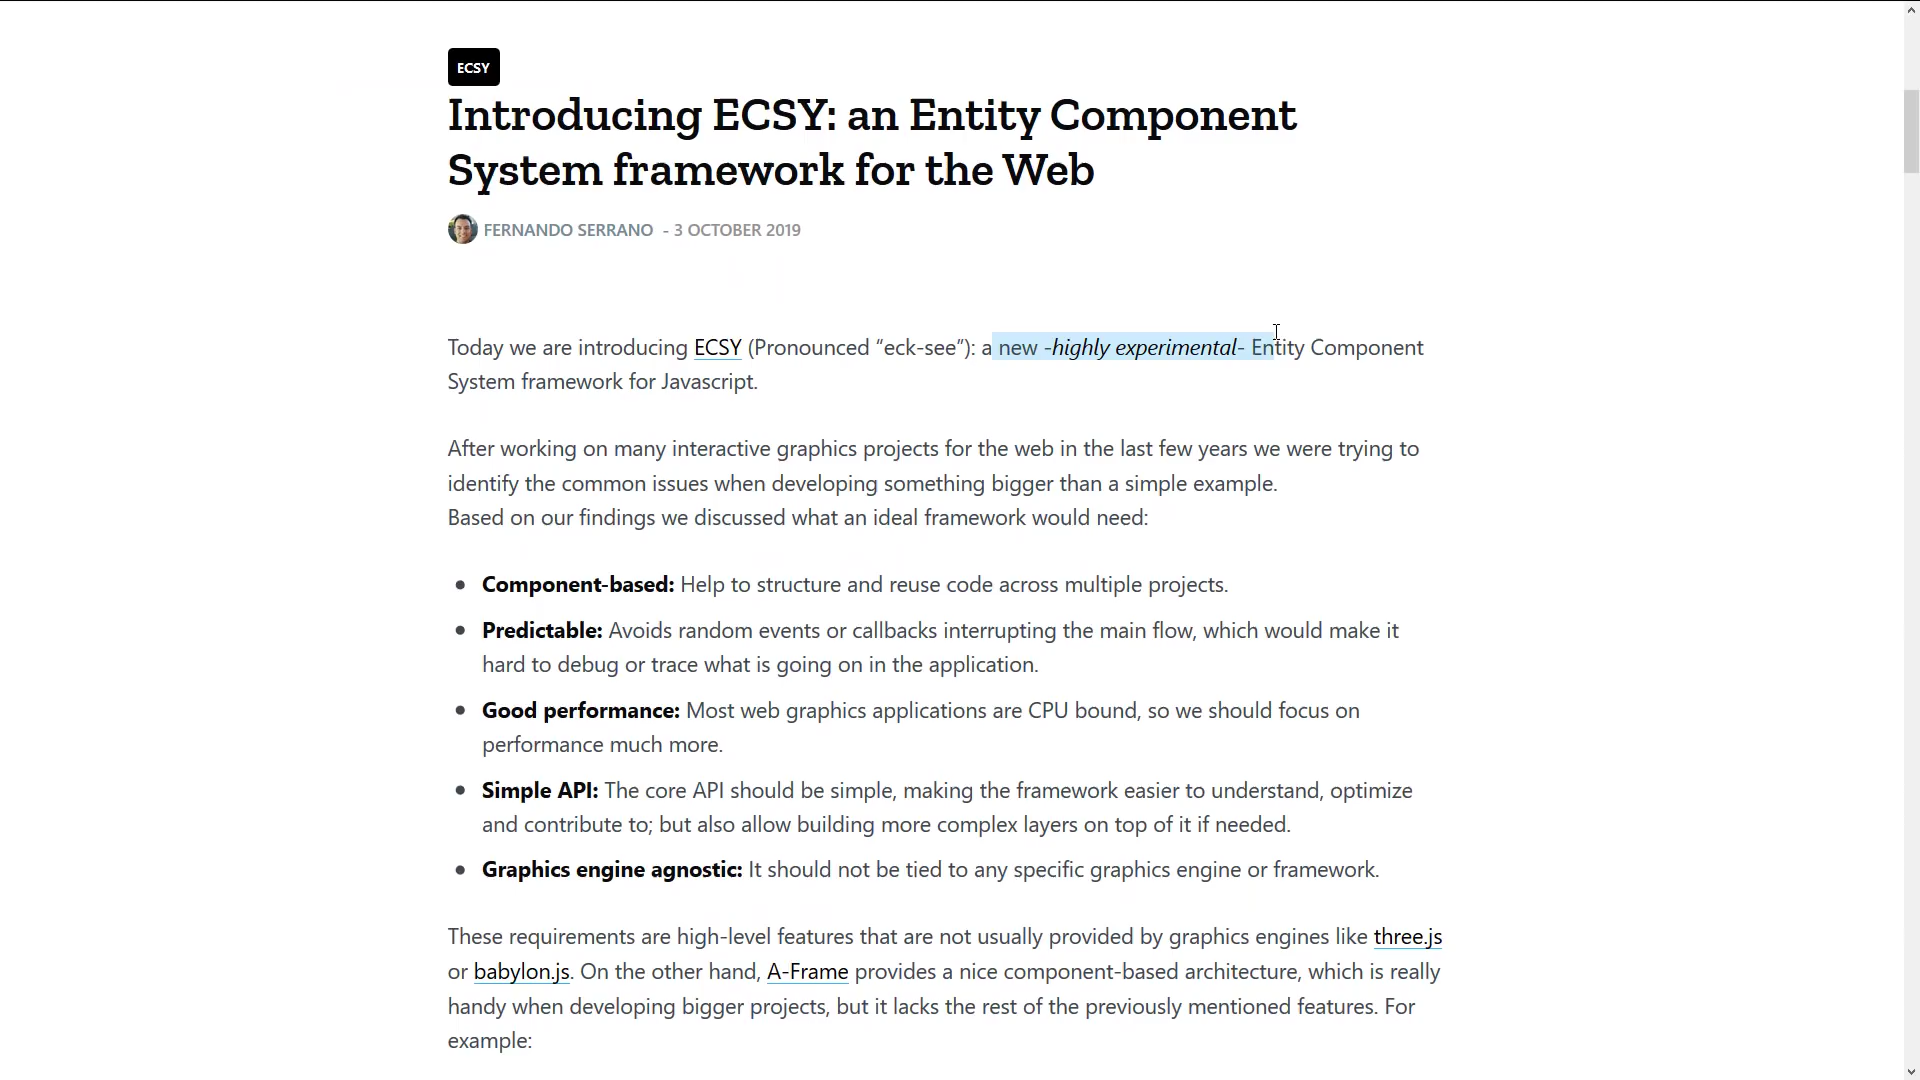 ECSY
Introducing ECSY: an Entity Component
System framework for the Web
FERNANDO SERRANO - 3 OCTOBER 2019
Today we are introducing ECSY (Pronounced “eck-see”): a new -highly experimental- Entity Component
System framework for Javascript.
After working on many interactive graphics projects for the web in the last few years we were trying to
identify the common issues when developing something bigger than a simple example.
Based on our findings we discussed what an ideal framework would need:
Component-based: Help to structure and reuse code across multiple projects.
Predictable: Avoids random events or callbacks interrupting the main flow, which would make it
hard to debug or trace what is going on in the application.
Good performance: Most web graphics applications are CPU bound, so we should focus on
performance much more.
Simple API: The core API should be simple, making the framework easier to understand, optimize
and contribute to; but also allow building more complex layers on top of it if needed.
Graphics engine agnostic: It should not be tied to any specific graphics engine or framework.
These requirements are high-level features that are not usually provided by graphics engines like three.js
or babylon.js. On the other hand, A-Frame provides a nice component-based architecture, which is really
handy when developing bigger projects, but it lacks the rest of the previously mentioned features. For
example: